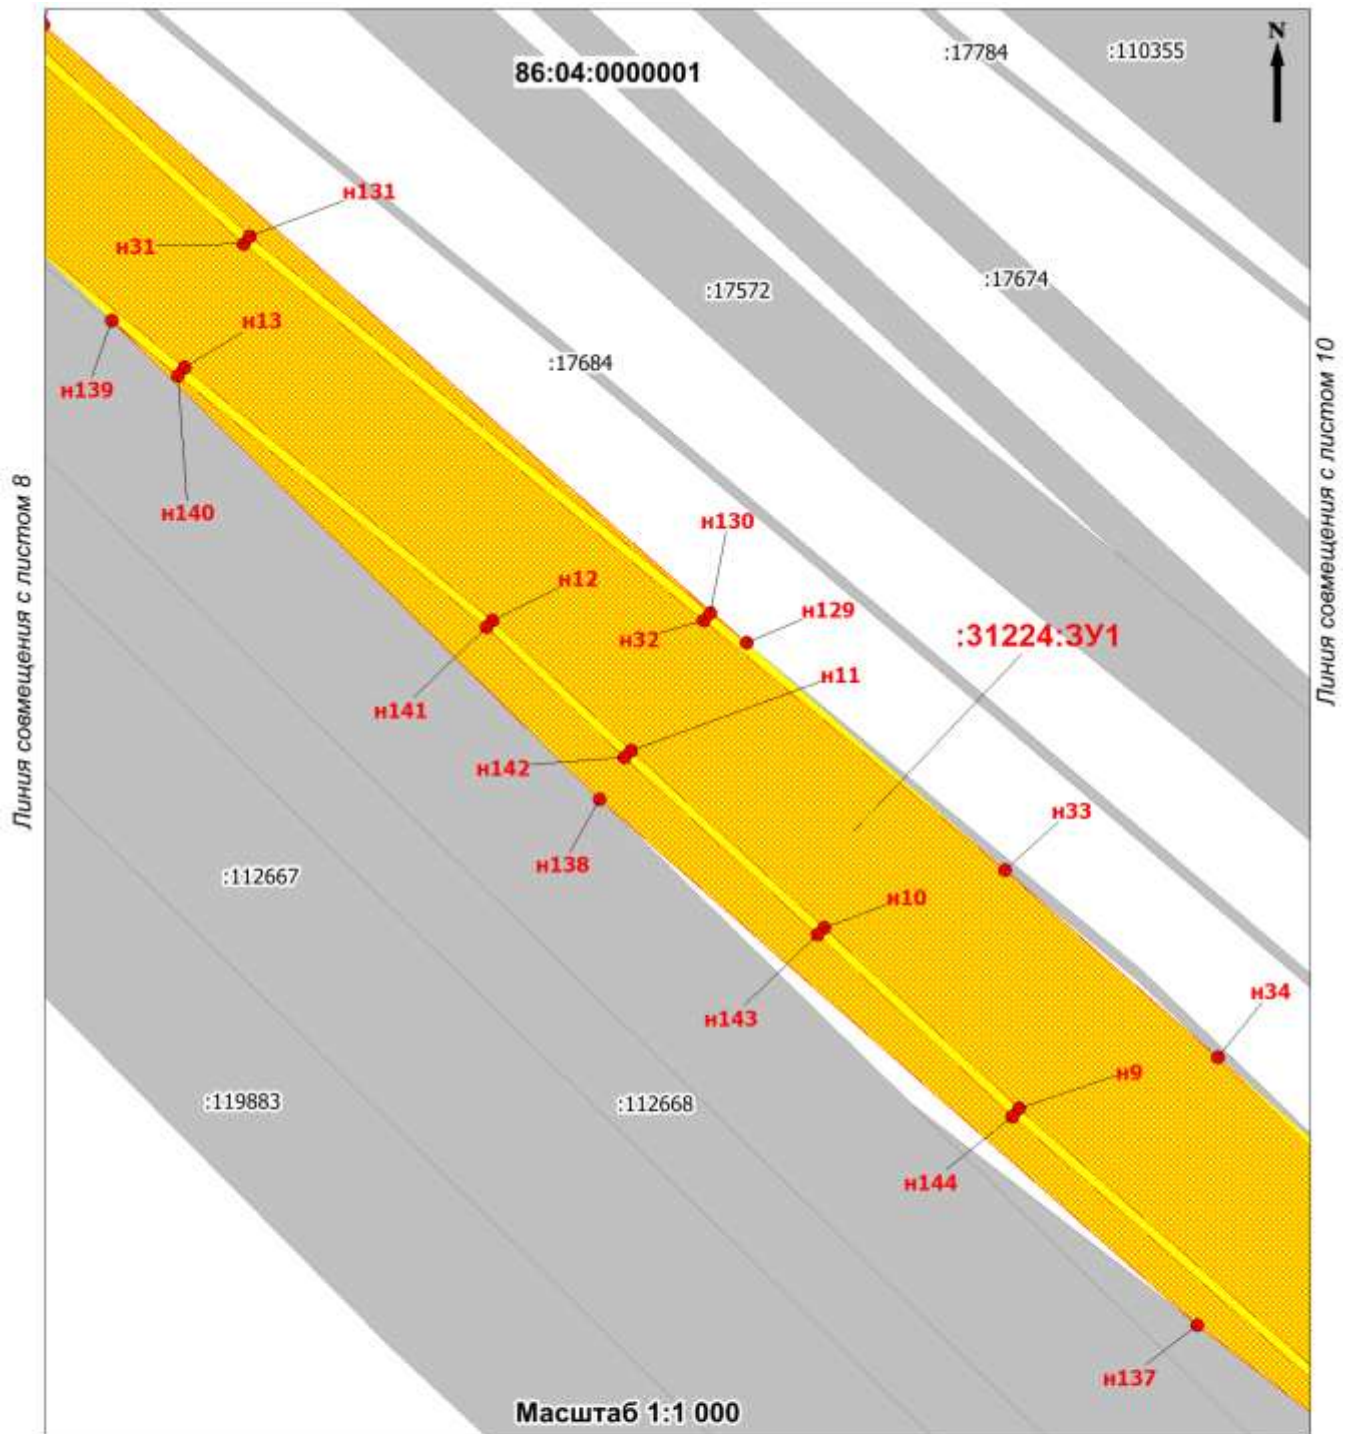 N
:17784
:110355
86:04:0000001
н131
н31
:17674
:17572
н13
:17684
н139
Линия совмещения с листом 8
Линия совмещения с листом 10
н140
н130
н12
н129
н32
:31224:ЗУ1
н11
н141
н142
н33
н138
:112667
н10
н34
н143
н9
:119883
:112668
н144
н137
Масштаб 1:1 000